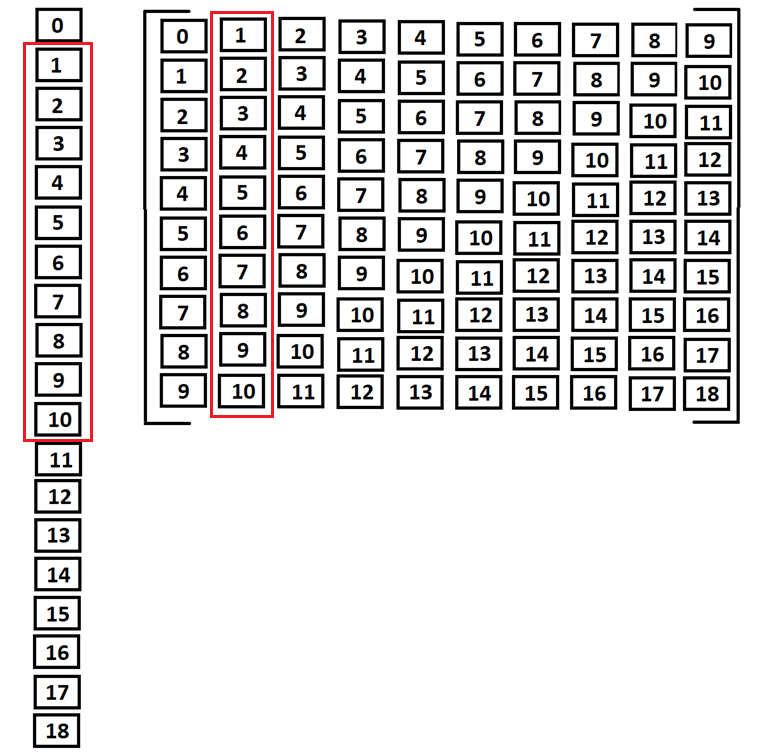 0
1
2
3
4
5
6
7
8
9
10
11
12
13
14
15
16
17
18
0 1 2 3 4 5 6 7 8 9
1 2 3 4 5 6 7 8 9 10
2 3 4 5 6 7 8 9 10 11
3 4 5 6 7 8 9 10 11 12
4 5 6 7 8 9 10 11 12 13
5 6 7 8 9 10 11 12 13 14
6 7 8 9 10 11 12 13 14 15
7 8 9 10 11 12 13 14 15 16
8 9 10 11 12 13 14 15 16 17
9 10 11 12 13 14 15 16 17 18